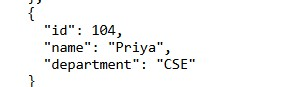 },
{
"id": 104,
"name": "Priya",
"department": "CSE"
}